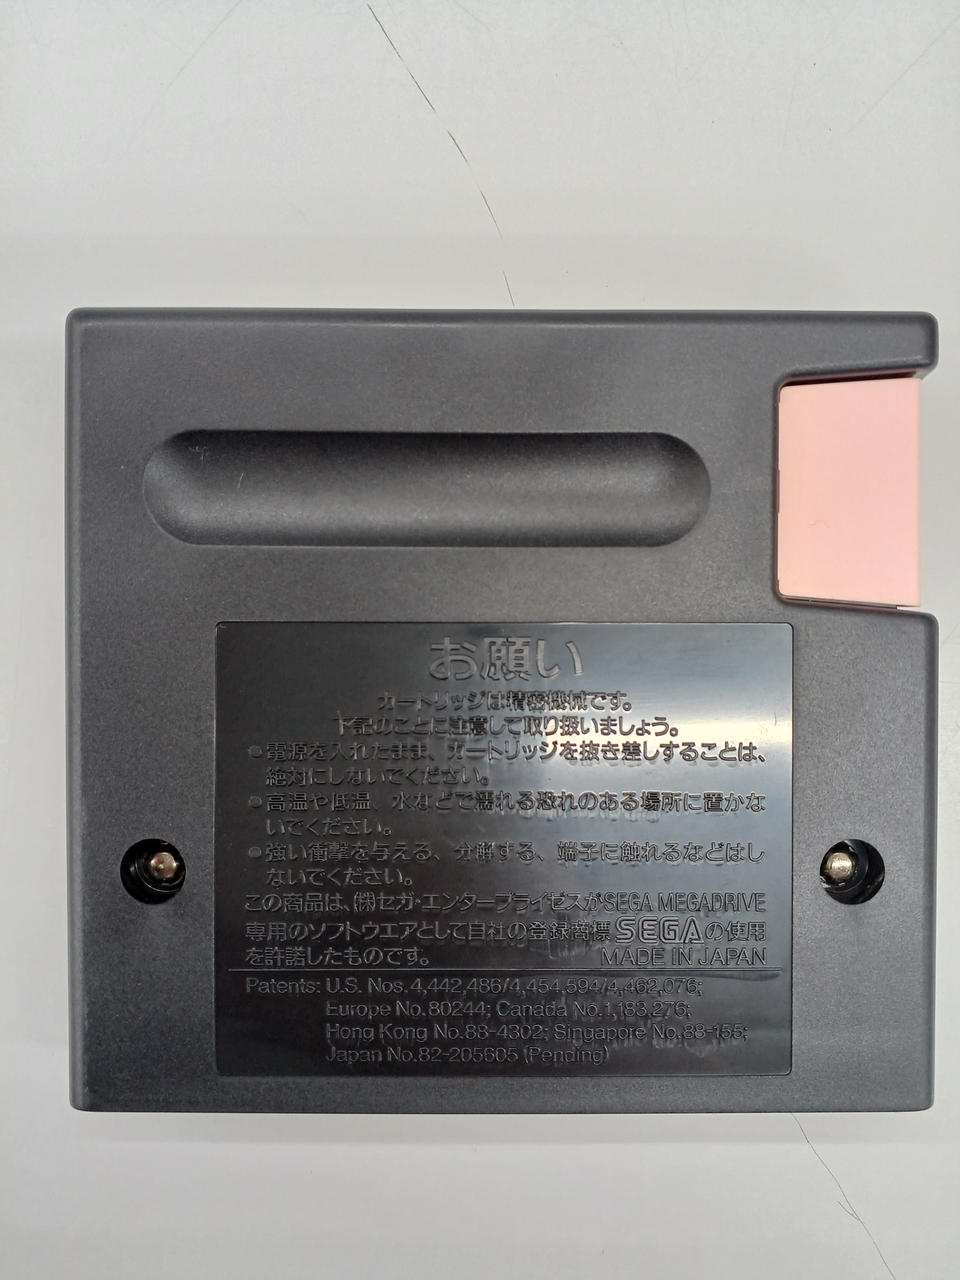 お願い
カートリッジは精密機械です。
下記のことに注意して取り扱いましょう。
●電源を入れたまま、カートリッジを抜き差しすることは、
絶対にしないでください。
●高温や低温、水などで濡れる恐れのある場所に置かな
いでください。
●強い衝撃を与える、分解する、端子に触れるなどはし
ないでください。
この商品は、㈱セガ・エンタープライゼスがSEGA MEGADRIVE
専用のソフトウエアとして自社の登録商標SEGAの使用
を許諾したものです。 MADE IN JAPAN
Patents: U.S. Nos. 4,442,486/4,454,594/4,462,076;
Europe No. 80244; Canada No. 1,183,276;
Hong Kong No. 88-4302; Singapore No. 88-155;
Japan No. 82-205605 (Pending)